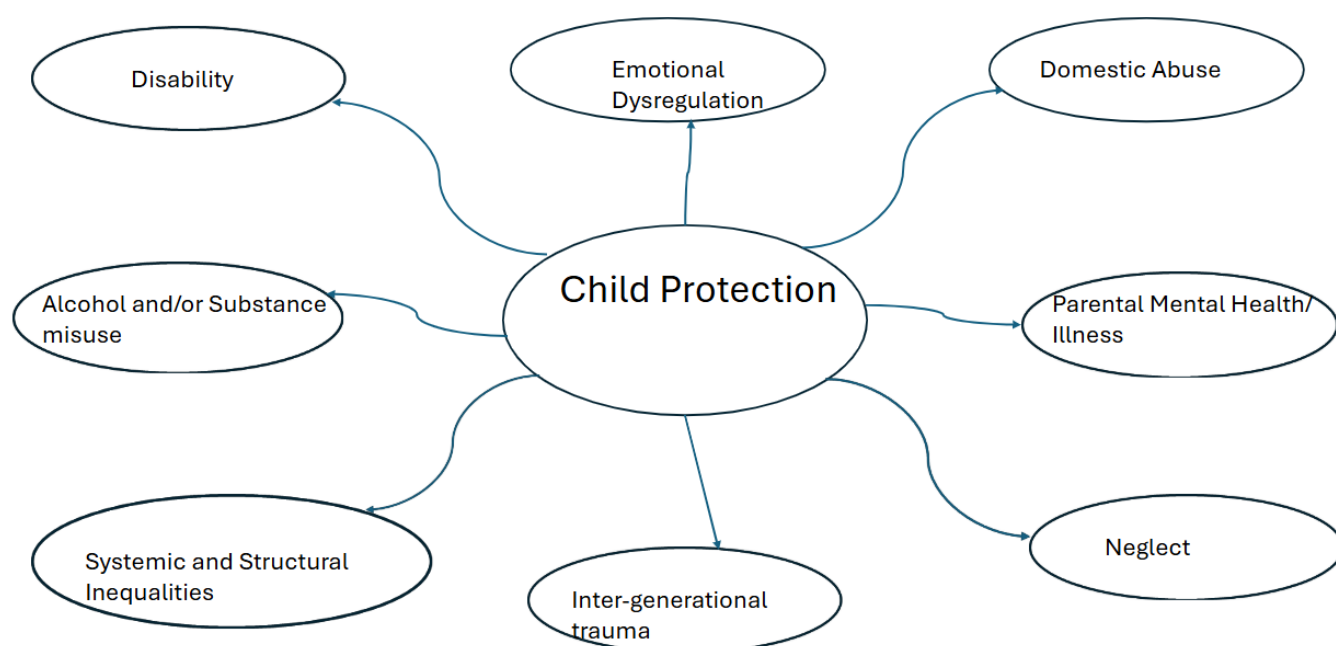 Disability
Emotional
Dysregulation
Domestic Abuse
Child Protection
Alcohol and/or Substance
misuse
Parental Mental Health/
Illness
Systemic and Structural
Inequalities
Inter-generational
trauma
Neglect